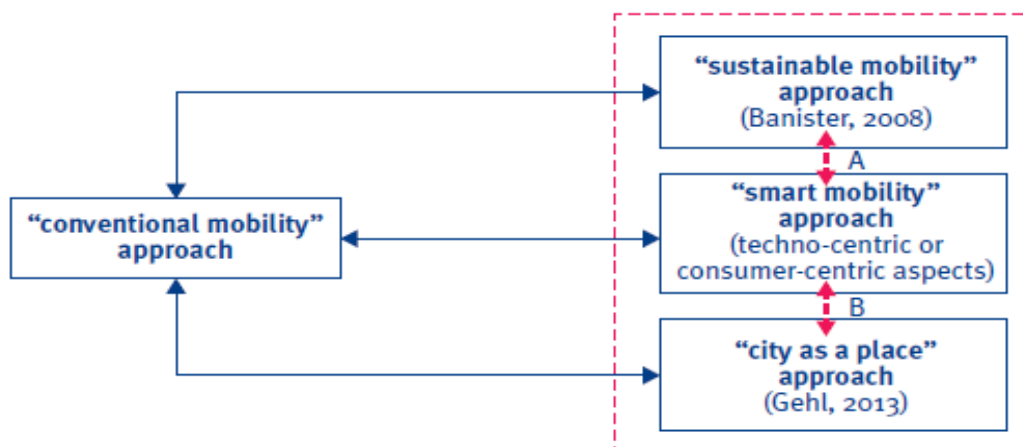 “sustainable mobility”
approach
(Banister, 2008)
A
“smart mobility”
approach
(techno-centric or
consumer-centric aspects)
“conventional mobility”
approach
B
“city as a place”
approach
(Gehl, 2013)